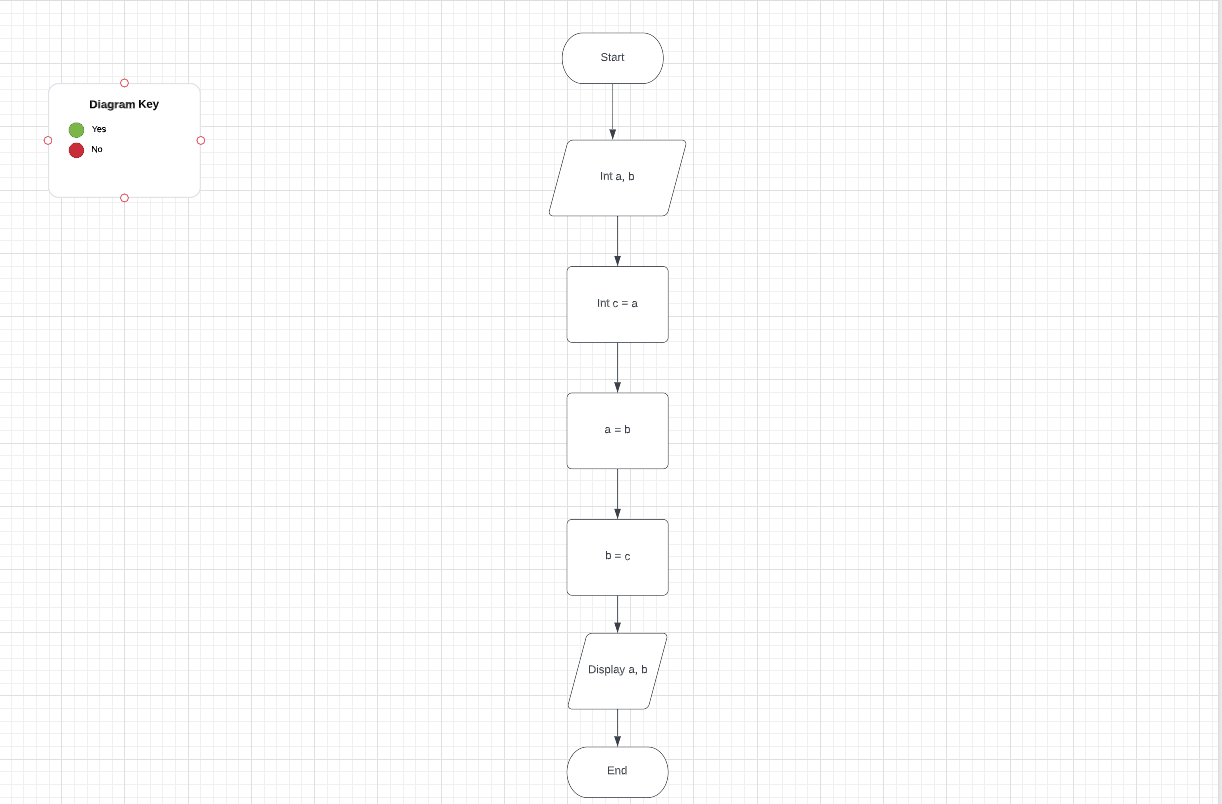 Start
Diagram Key
Yes
No
Int a, b
Int c = a
a = b
b = c
Display a, b
End